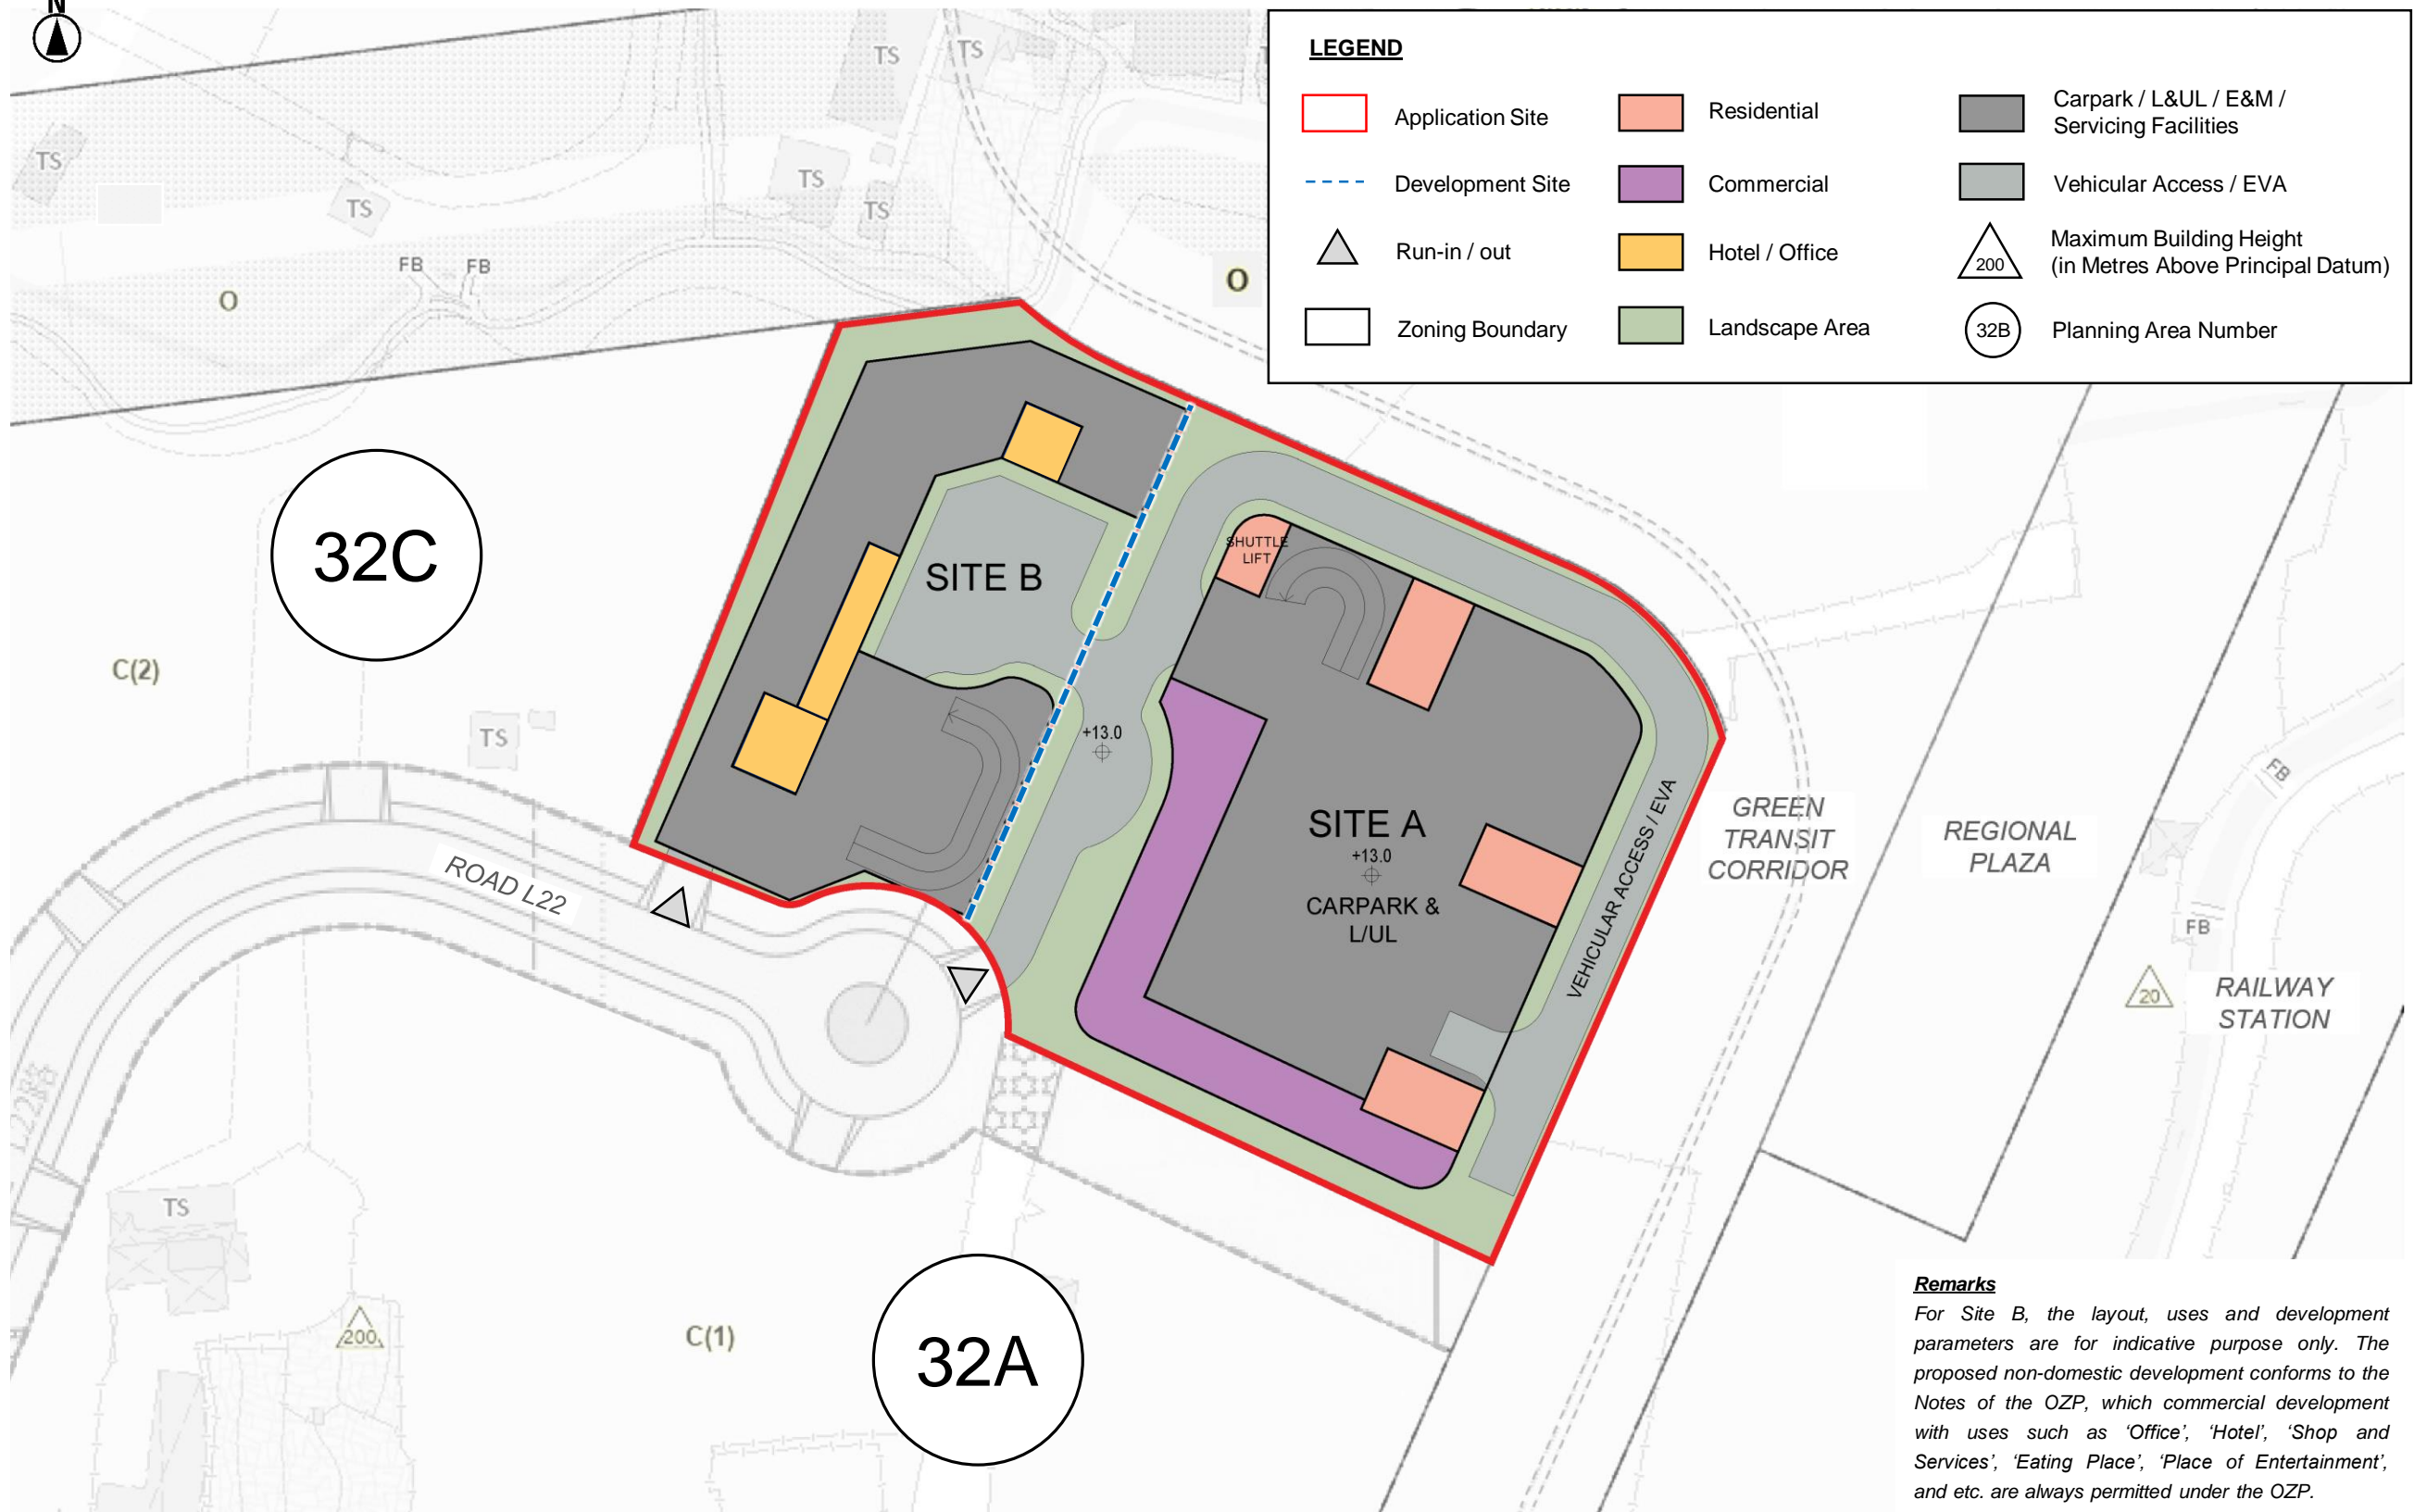 N
LEGEND
Application Site
Development Site
Run-in / out
Zoning Boundary
Residential
Commercial
Hotel / Office
Landscape Area
Carpark / L&UL / E&M /
Servicing Facilities
Vehicular Access / EVA
200
Maximum Building Height
(in Metres Above Principal Datum)
32B
Planning Area Number
TS
TS
TS
TS
TS
TS
FB
FB
O
O
32C
C(2)
TS
SITE B
SHUTTLE
LIFT
+13.0
SITE A
+13.0
CARPARK &
L/UL
VEHICULAR ACCESS / EVA
GREEN
TRANSIT
CORRIDOR
REGIONAL
PLAZA
FB
FB
20
RAILWAY
STATION
ROAD L22
L22路
TS
200
C(1)
32A
Remarks
For Site B, the layout, uses and development
parameters are for indicative purpose only. The
proposed non-domestic development conforms to the
Notes of the OZP, which commercial development
with uses such as ‘Office’, ‘Hotel’, ‘Shop and
Services’, ‘Eating Place’, ‘Place of Entertainment’,
and etc. are always permitted under the OZP.